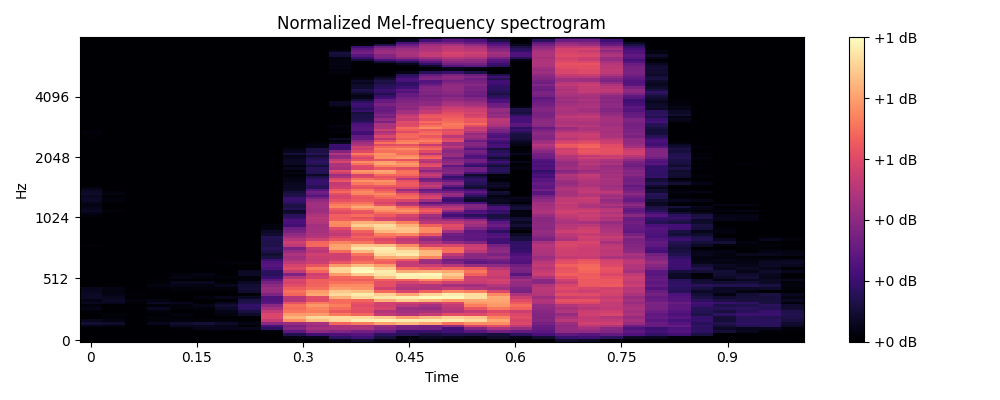 Normalized Mel-frequency spectrogram
Hz
4096
2048
1024
512
0
0 0.15 0.3 0.45 0.6 0.75 0.9
Time
+1 dB
+1 dB
+1 dB
+0 dB
+0 dB
+0 dB